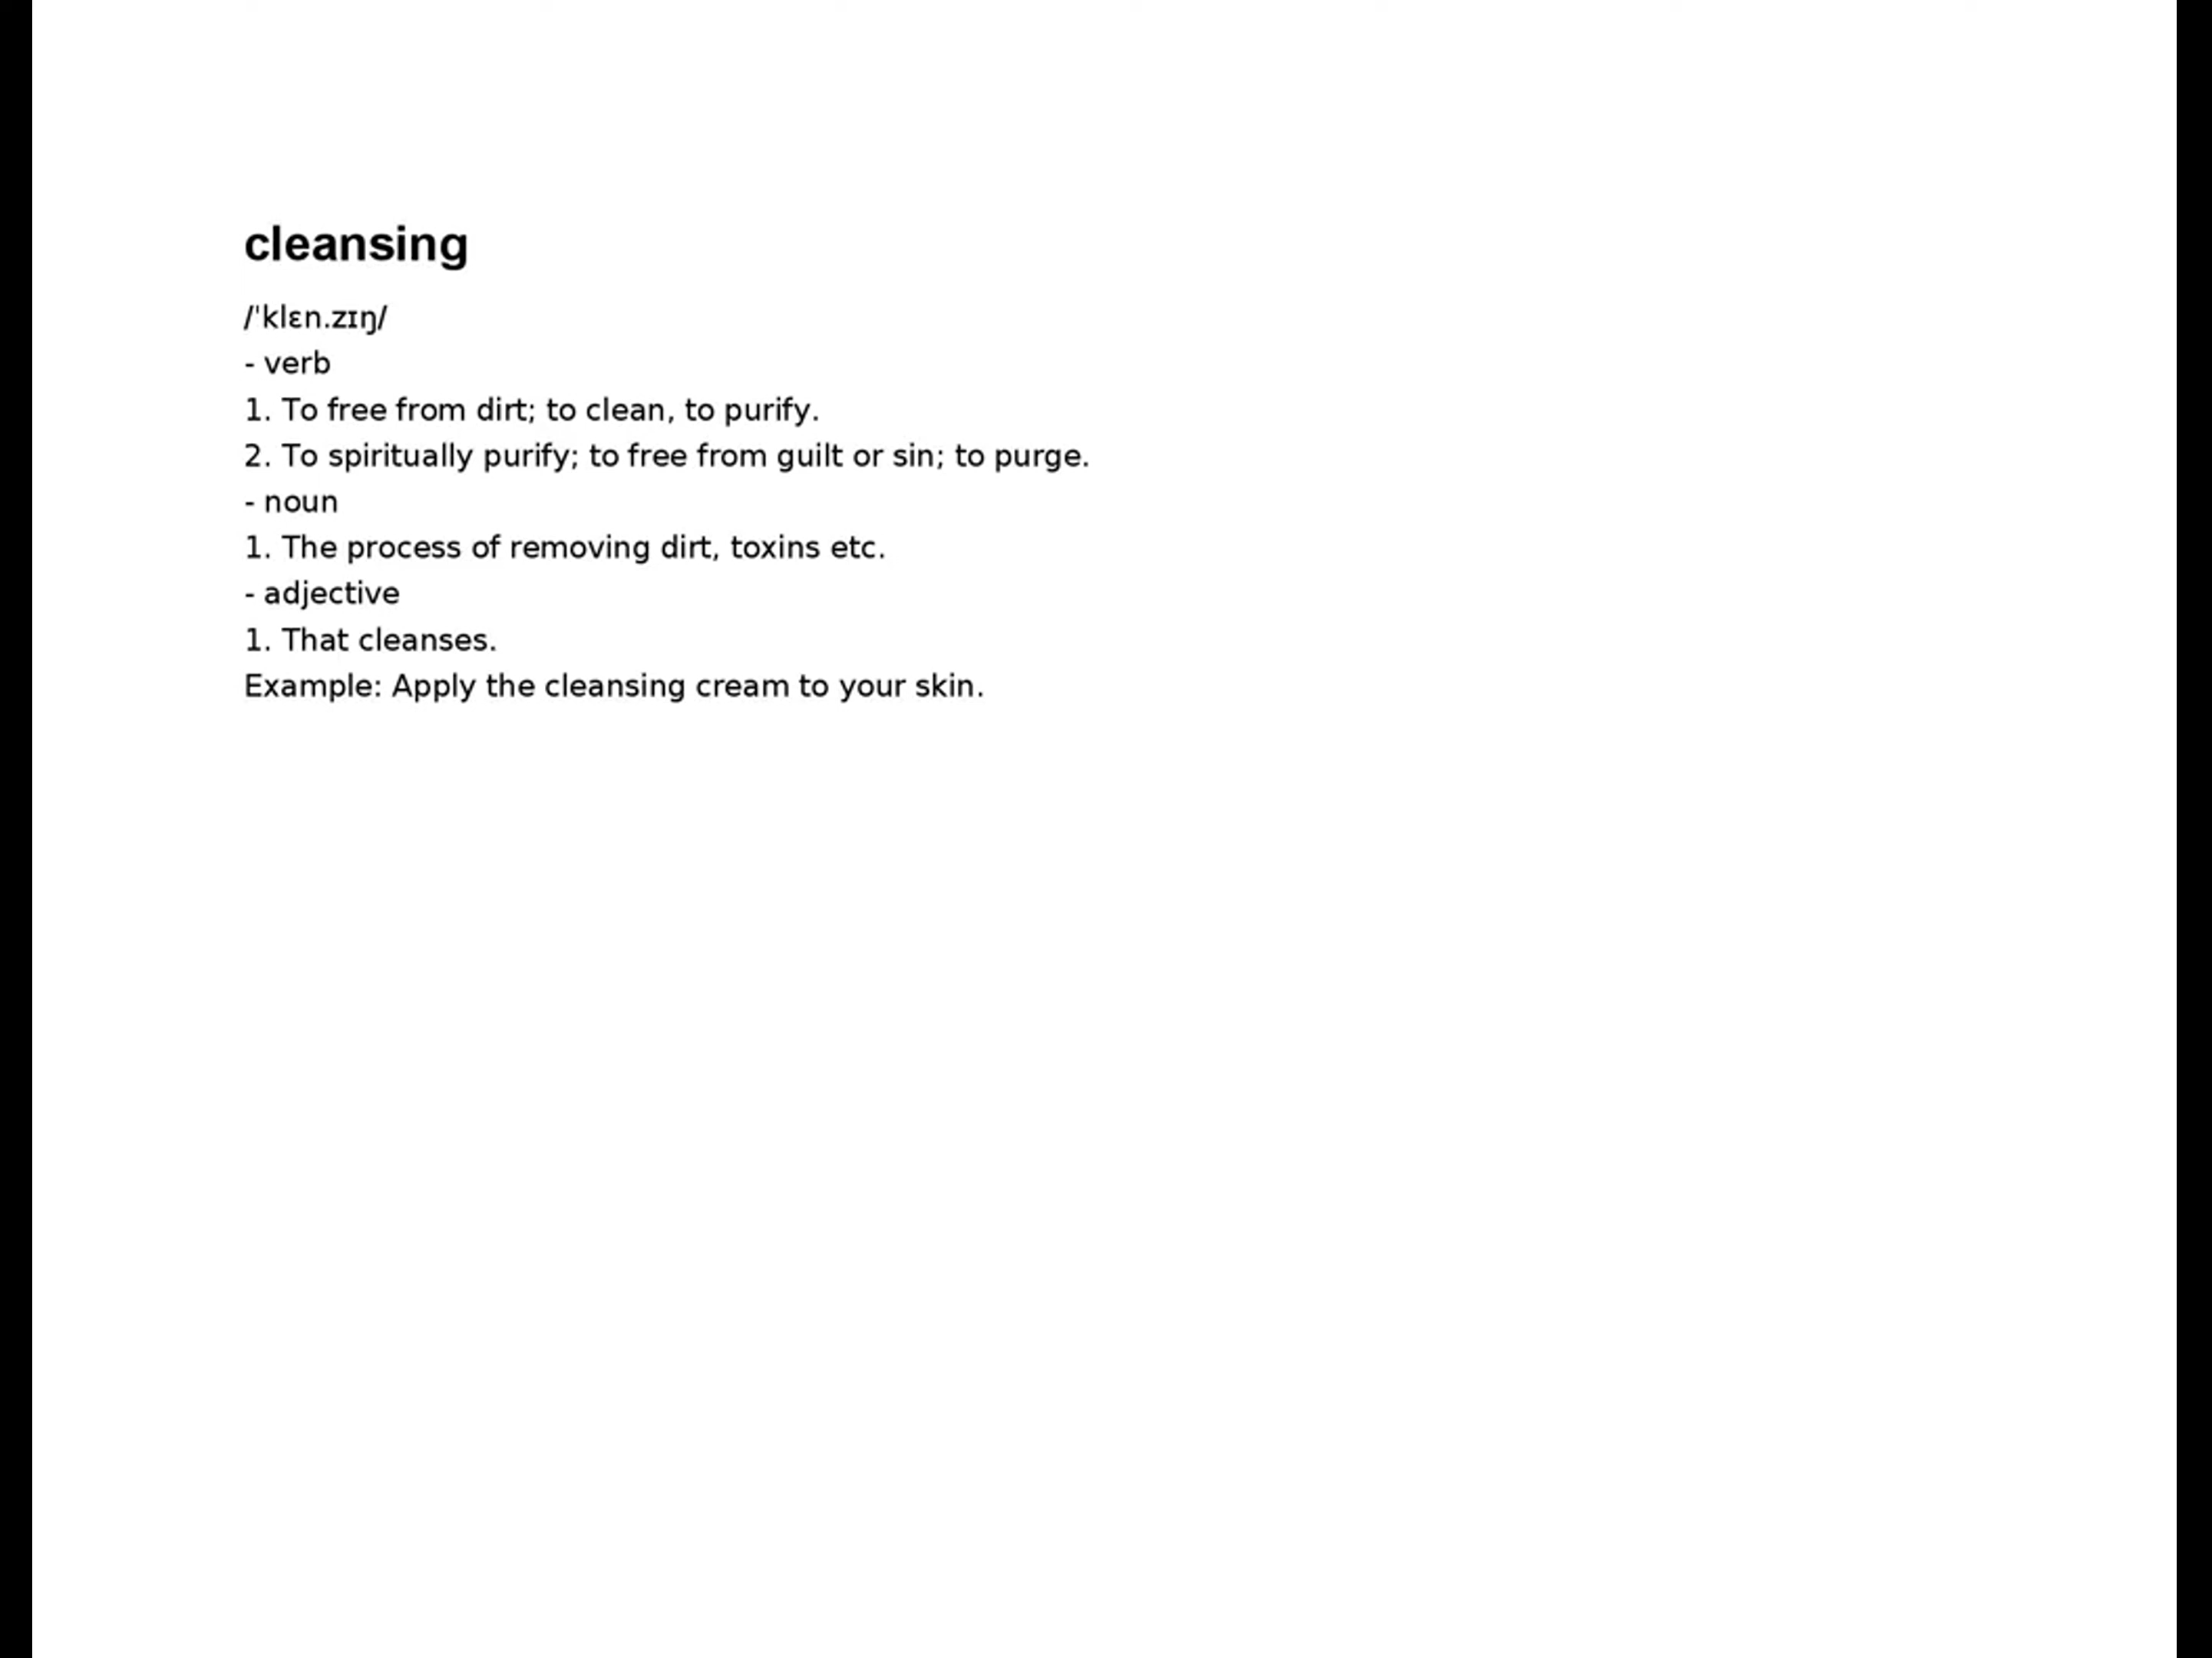 cleansing
/ˈklɛn.zɪŋ/
- verb
1. To free from dirt; to clean, to purify.
2. To spiritually purify; to free from guilt or sin; to purge.
- noun
1. The process of removing dirt, toxins etc.
- adjective
1. That cleanses.
Example: Apply the cleansing cream to your skin.